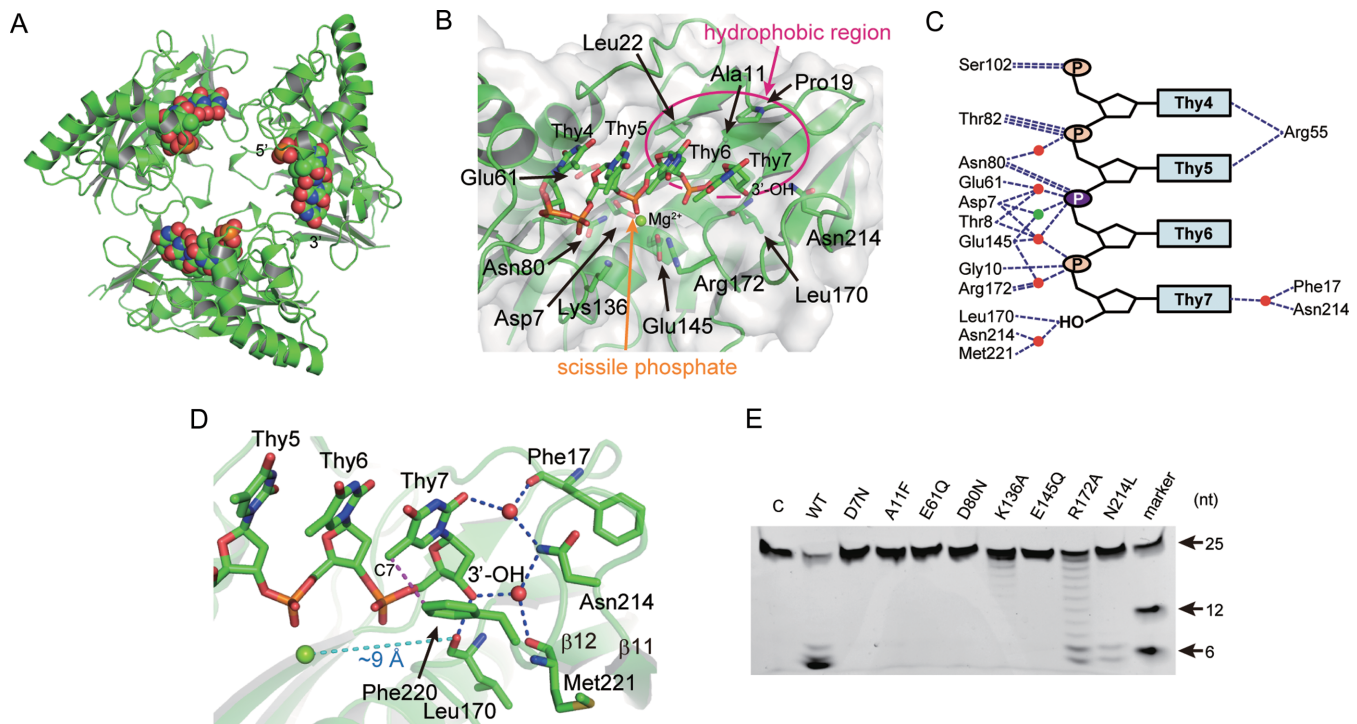 A
5'
3'
B
hydrophobic region
Leu22
Ala11
Pro19
Thy4
Thy5
Thy6
Thy7
Glu61
3'-OH
Mg2+
Asn214
Asn80
Arg172
Leu170
Asp7
Lys136
Glu145
scissile phosphate
C
Ser102
P
Thy4
Thr82
P
Arg55
Asn80
Thy5
Glu61
Asp7
P
Thr8
Thy6
Glu145
Gly10
P
Arg172
Thy7
Phe17
Asn214
Leu170
HO
Asn214
Met221
D
Thy5
Thy6
Thy7
Phe17
C7
3'-OH
Asn214
~9 Å
β12
β11
Phe220
Met221
Leu170
E
C
WT
D7N
A11F
E61Q
D80N
K136A
E145Q
R172A
N214L
marker
(nt)
25
12
6